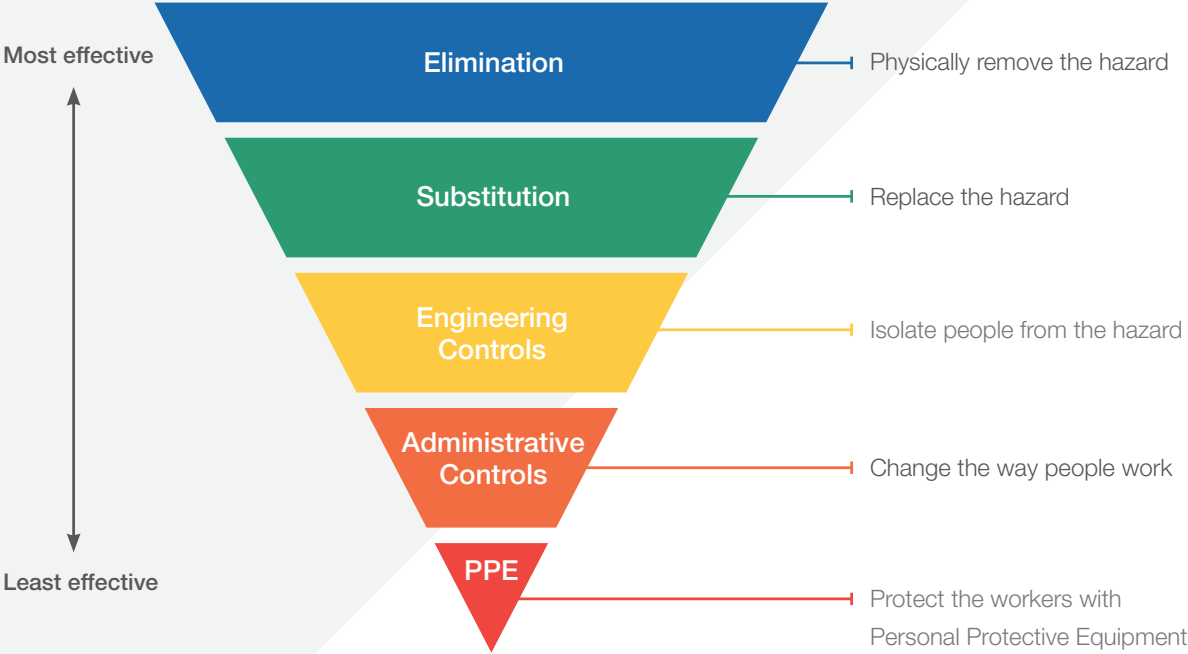 Most effective
Elimination
Physically remove the hazard
Substitution
Replace the hazard
Engineering
Controls
Isolate people from the hazard
Administrative
Controls
Change the way people work
PPE
Least effective
Protect the workers with
Personal Protective Equipment